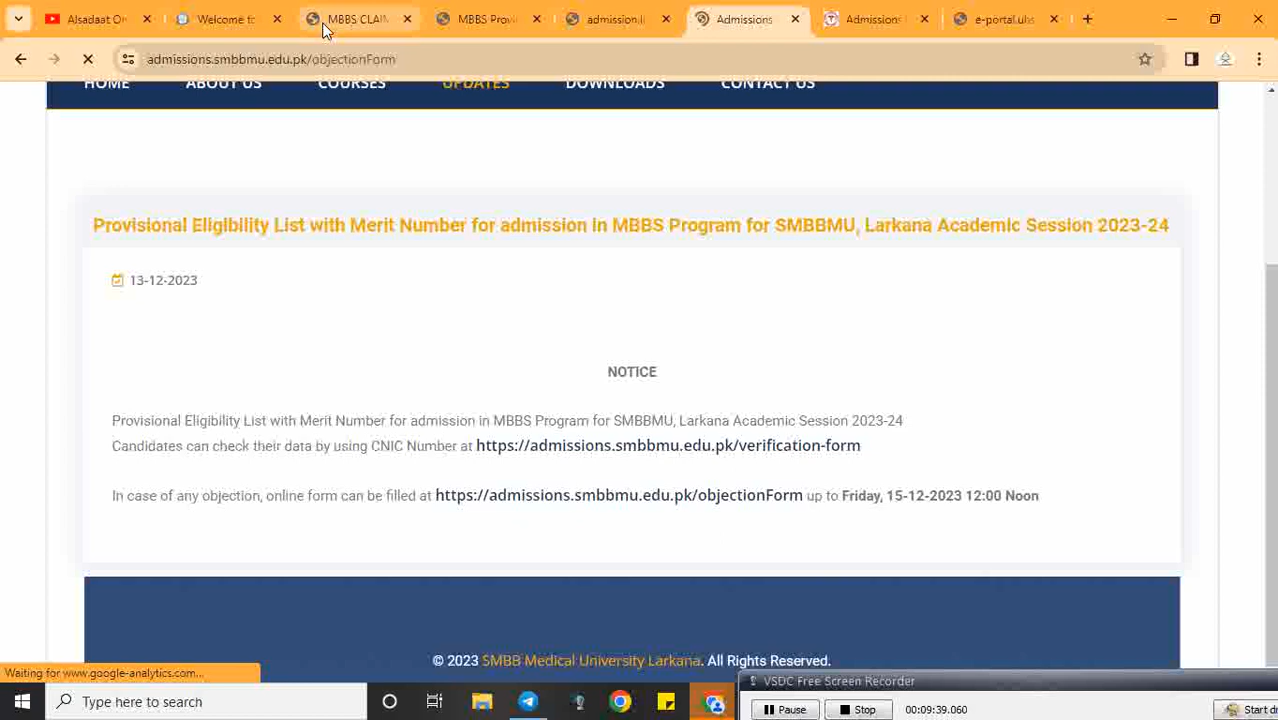 Alsadaat O
Welcome to
MBBS CLAI
MBBS Provi
admission.l
Admissions
Admission
e-portal.uhs
admissions.smbbmu.edu.pk/objectionForm
HOME ABOUT US COURSES UPDATES DOWNLOADS CONTACT US
Provisional Eligibility List with Merit Number for admission in MBBS Program for SMBBMU, Larkana Academic Session 2023-24
13-12-2023
NOTICE
Provisional Eligibility List with Merit Number for admission in MBBS Program for SMBBMU, Larkana Academic Session 2023-24
Candidates can check their data by using CNIC Number at https://admissions.smbbmu.edu.pk/verification-form
In case of any objection, online form can be filled at https://admissions.smbbmu.edu.pk/objectionForm up to Friday, 15-12-2023 12:00 Noon
© 2023 SMBB Medical University Larkana. All Rights Reserved.
Waiting for www.google-analytics.com...
VSDC Free Screen Recorder
Type here to search
Pause Stop 00:09:39.060 Start d